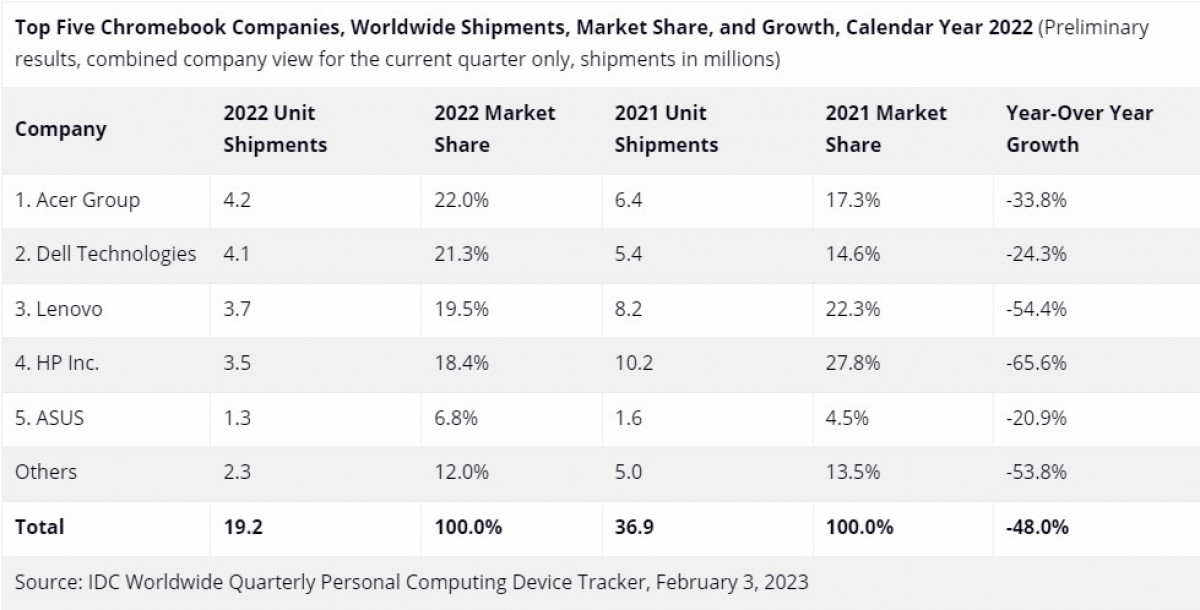 Top Five Chromebook Companies, Worldwide Shipments, Market Share, and Growth, Calendar Year 2022 (Preliminary
results, combined company view for the current quarter only, shipments in millions)
Company 2022 Unit Shipments 2022 Market Share 2021 Unit Shipments 2021 Market Share Year-Over Year Growth
1. Acer Group 4.2 22.0% 6.4 17.3% -33.8%
2. Dell Technologies 4.1 21.3% 5.4 14.6% -24.3%
3. Lenovo 3.7 19.5% 8.2 22.3% -54.4%
4. HP Inc. 3.5 18.4% 10.2 27.8% -65.6%
5. ASUS 1.3 6.8% 1.6 4.5% -20.9%
Others 2.3 12.0% 5.0 13.5% -53.8%
Total 19.2 100.0% 36.9 100.0% -48.0%
Source: IDC Worldwide Quarterly Personal Computing Device Tracker, February 3, 2023